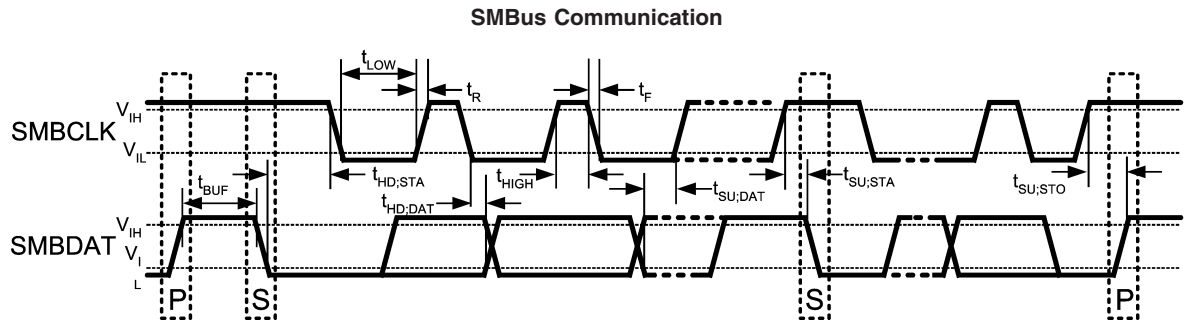 SMBus Communication
tLOW
tR
tF
VIH
SMBCLK
VIL
tHD;STA
tHIGH
tSU;DAT
tSU;STA
tSU;STO
tBUF
tHD;DAT
VIH
SMBDAT
VI
L
P
S
S
P